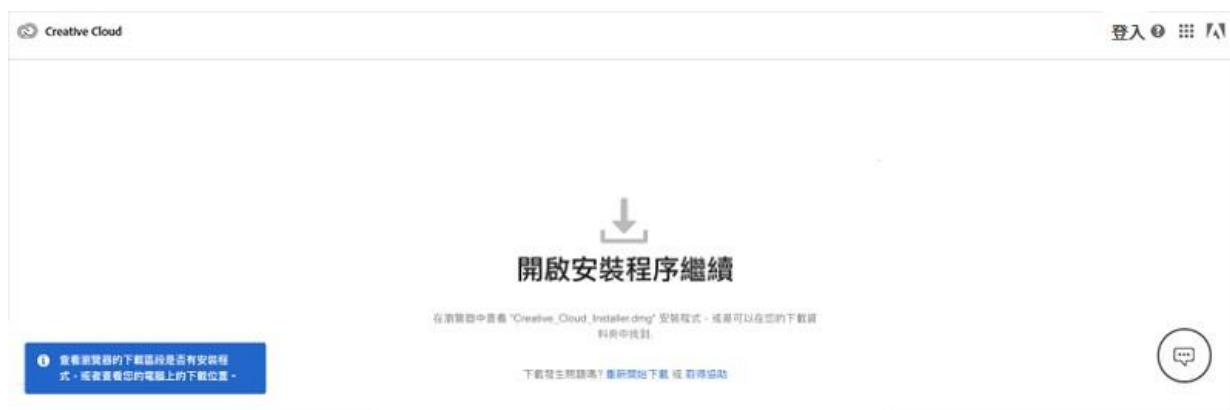 Creative Cloud
登入
開啟安裝程序繼續
在瀏覽器中查看 "Creative_Cloud_Installer.dmg" 安裝程式，或是可以在您的下載資
料夾中找到.
查看瀏覽器的下載區段是否有安裝程
式，或者查看您的電腦上的下載位置。
下載發生問題嗎? 重新開始下載 或 取得協助